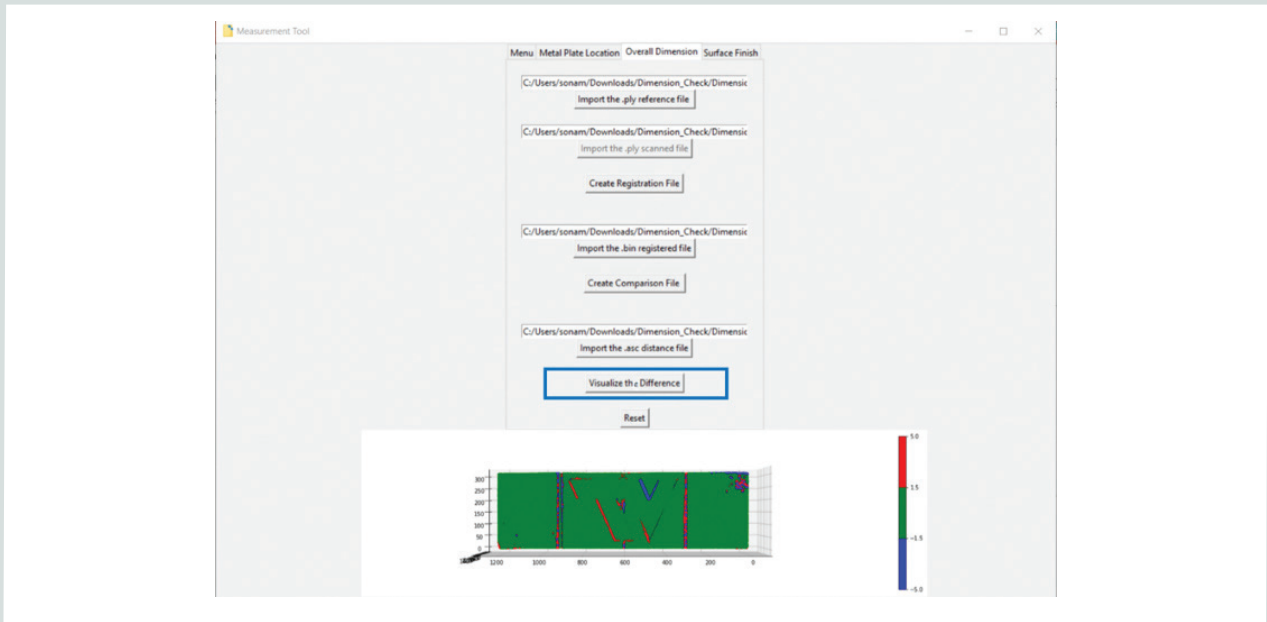 Measurement Tool
Menu Metal Plate Location Overall Dimension Surface Finish
C:/Users/sonam/Downloads/Dimension_Check/Dimensic
Import the .ply reference file
C:/Users/sonam/Downloads/Dimension_Check/Dimensic
Import the .ply scanned file
Create Registration File
C:/Users/sonam/Downloads/Dimension_Check/Dimensic
Import the .bin registered file
Create Comparison File
C:/Users/sonam/Downloads/Dimension_Check/Dimensic
Import the .asc distance file
Visualize the Difference
Reset
5.0
1.5
-1.5
-5.0
300
250
200
150
100
50
0
1200 1000 800 600 400 200 0